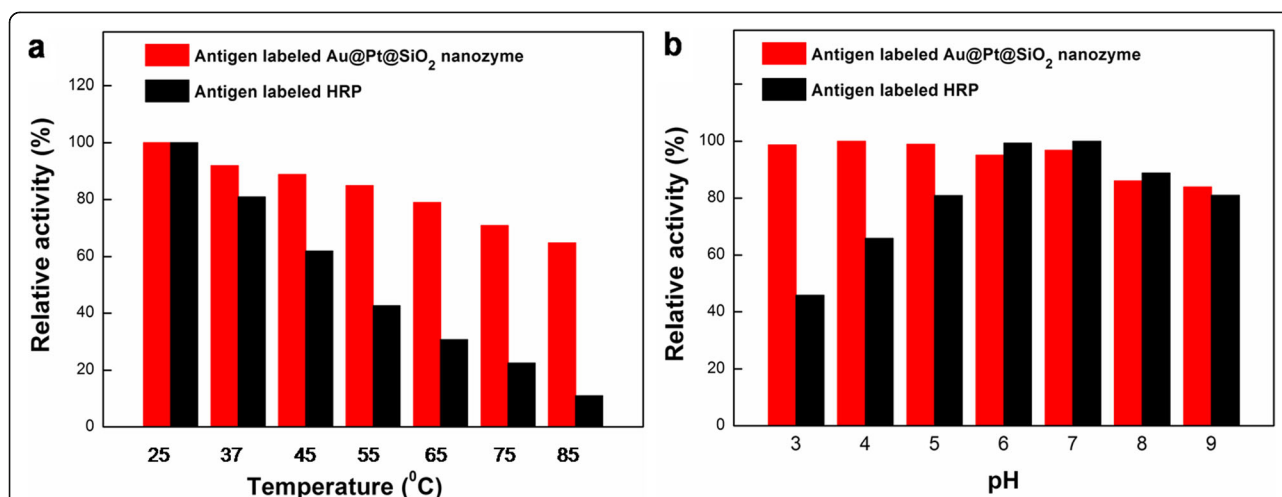 a
Antigen labeled Au@Pt@SiO₂ nanozyme
Antigen labeled HRP
Relative activity (%)
120
100
80
60
40
20
0
25 37 45 55 65 75 85
Temperature (⁰C)
b
Antigen labeled Au@Pt@SiO₂ nanozyme
Antigen labeled HRP
Relative activity (%)
100
80
60
40
20
0
3 4 5 6 7 8 9
pH